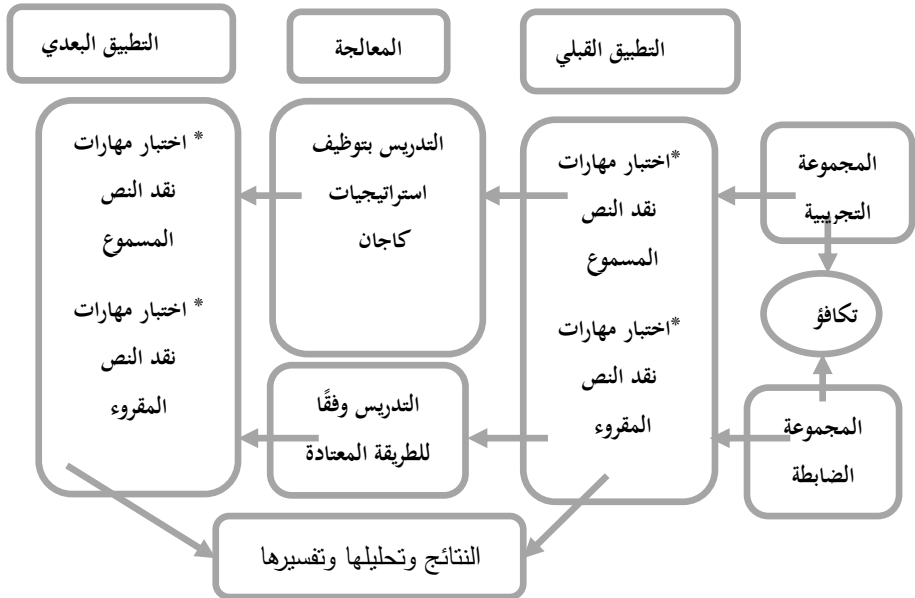 التطبيق القبلي
المعالجة
التطبيق البعدي
المجموعة
التجريبية
تكافؤ
المجموعة
الضابطة
*اختبار مهارات
نقد النص
المسموع
*اختبار مهارات
نقد النص
المقروء
التدريس بتوظيف
استراتيجيات
كاجان
التدريس وفقًا
للطريقة المعتادة
* اختبار مهارات
نقد النص
المسموع
* اختبار مهارات
نقد النص
المقروء
النتائج وتحليلها وتفسيرها